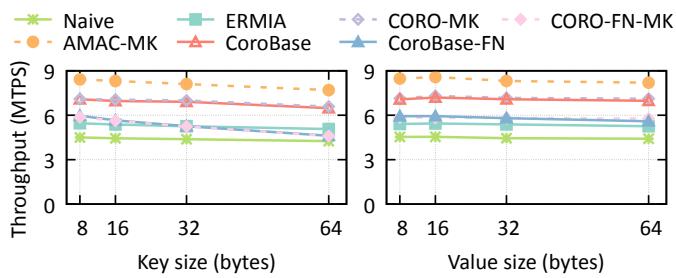 Naive ERMIA CORO-MK CORO-FN-MK
AMAC-MK CoroBase CoroBase-FN
Throughput (MTPS)
9 9
6 6
3 3
0 0
8 16 32 64 8 16 32 64
Key size (bytes) Value size (bytes)